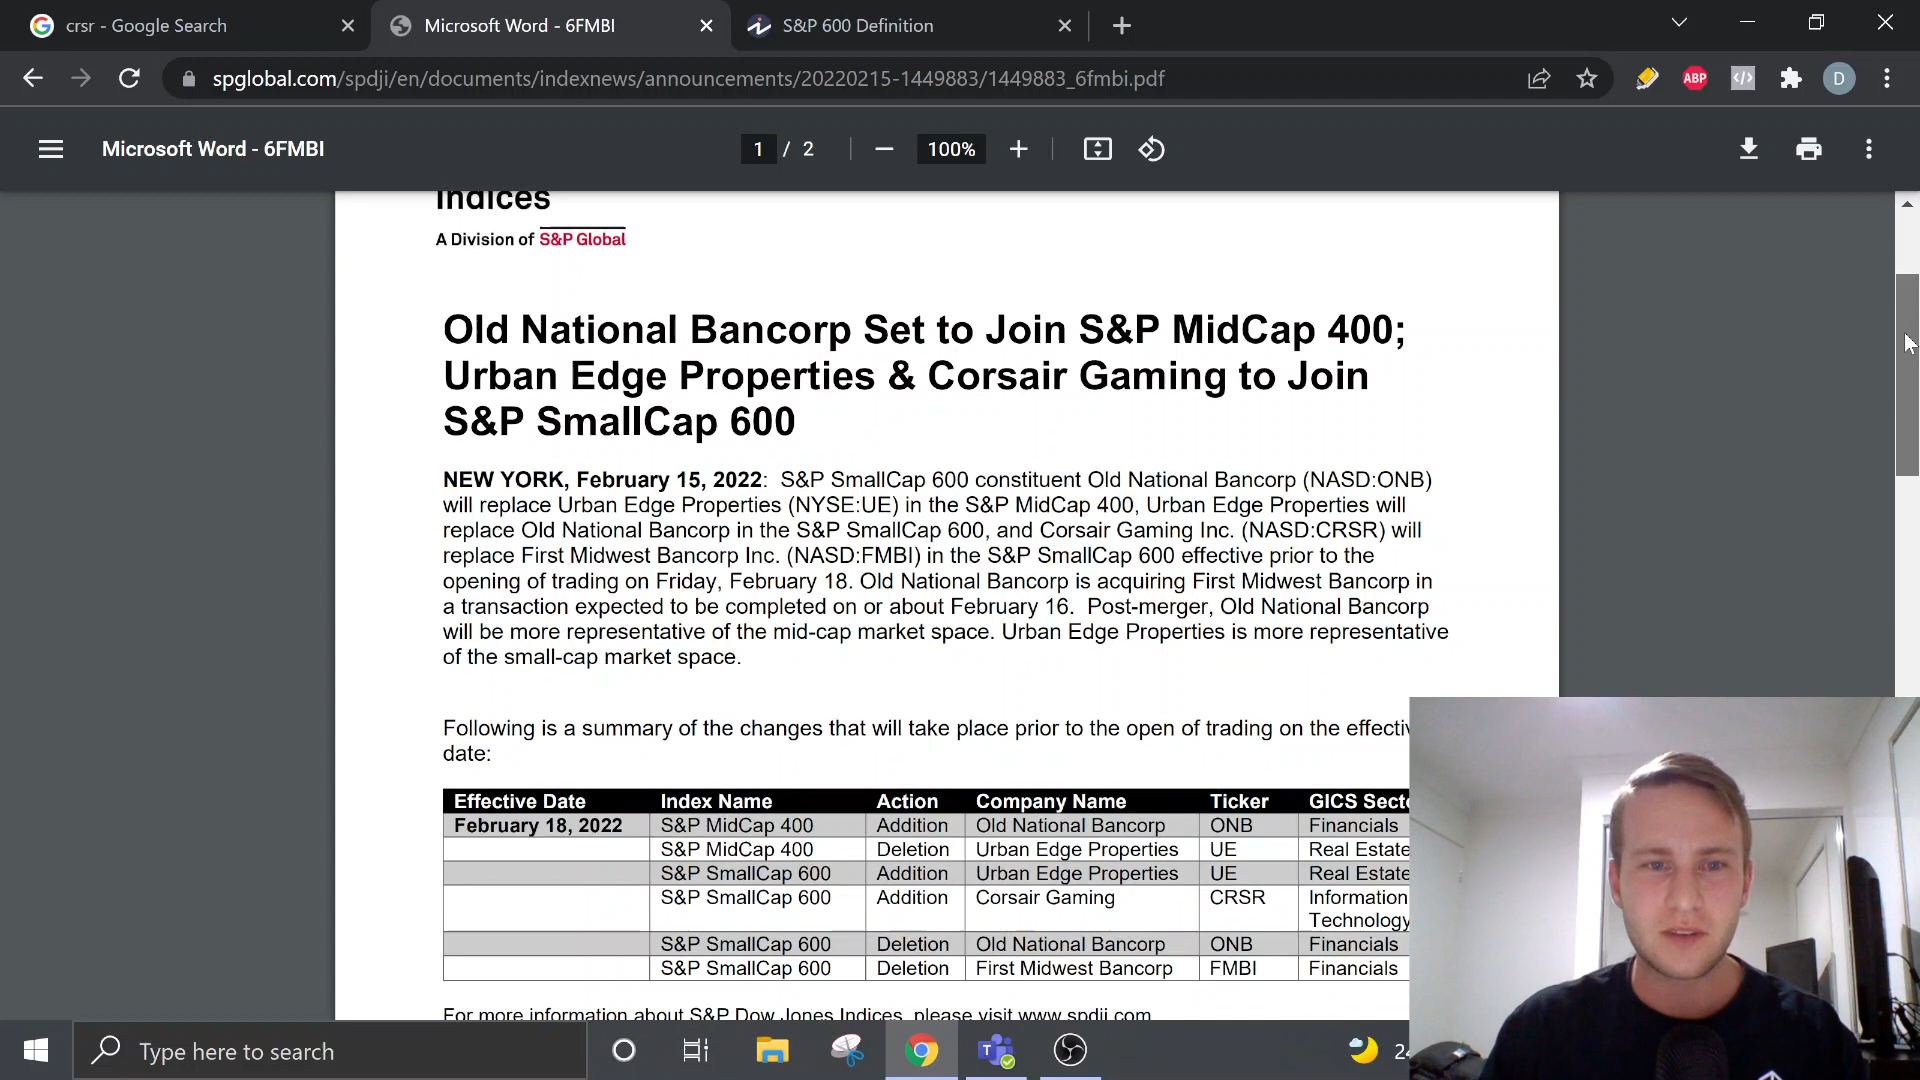 crsr - Google Search
Microsoft Word - 6FMBI
S&P 600 Definition
spglobal.com/spdji/en/documents/indexnews/announcements/20220215-1449883/1449883_6fmbi.pdf
ABP
D
Microsoft Word - 6FMBI
1 / 2
100%
Indices
A Division of S&P Global
Old National Bancorp Set to Join S&P MidCap 400;
Urban Edge Properties & Corsair Gaming to Join
S&P SmallCap 600
NEW YORK, February 15, 2022: S&P SmallCap 600 constituent Old National Bancorp (NASD:ONB)
will replace Urban Edge Properties (NYSE:UE) in the S&P MidCap 400, Urban Edge Properties will
replace Old National Bancorp in the S&P SmallCap 600, and Corsair Gaming Inc. (NASD:CRSR) will
replace First Midwest Bancorp Inc. (NASD:FMBI) in the S&P SmallCap 600 effective prior to the
opening of trading on Friday, February 18. Old National Bancorp is acquiring First Midwest Bancorp in
a transaction expected to be completed on or about February 16. Post-merger, Old National Bancorp
will be more representative of the mid-cap market space. Urban Edge Properties is more representative
of the small-cap market space.
Following is a summary of the changes that will take place prior to the open of trading on the effectiv
date:
Effective Date Index Name Action Company Name Ticker GICS Secto
February 18, 2022 S&P MidCap 400 Addition Old National Bancorp ONB Financials
S&P MidCap 400 Deletion Urban Edge Properties UE Real Estate
S&P SmallCap 600 Addition Urban Edge Properties UE Real Estate
S&P SmallCap 600 Addition Corsair Gaming CRSR Information
Technology
S&P SmallCap 600 Deletion Old National Bancorp ONB Financials
S&P SmallCap 600 Deletion First Midwest Bancorp FMBI Financials
For more information about S&P Dow Jones Indices, please visit www.spdji.com
Type here to search
24